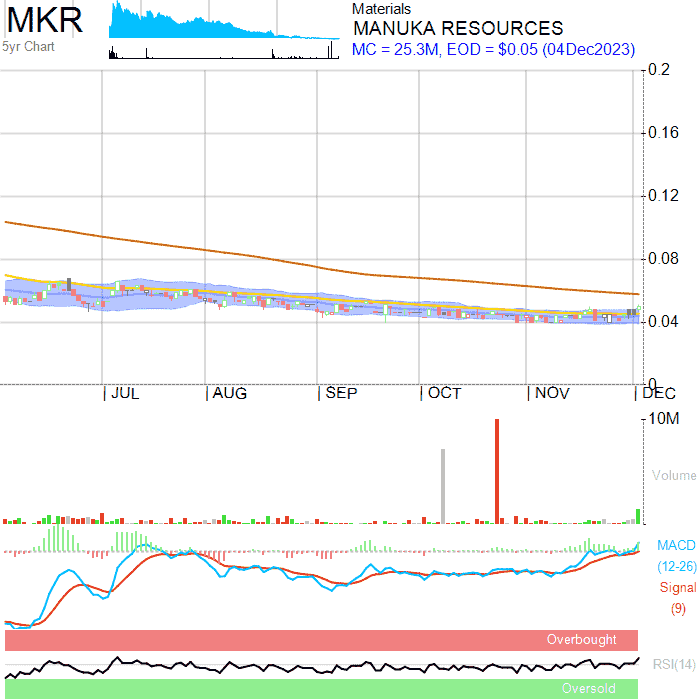 MKR
5yr Chart
Materials
MANUKA RESOURCES
MC = 25.3M, EOD = $0.05 (04Dec2023)
0.2
0.16
0.12
0.08
0.04
0
JUL
AUG
SEP
OCT
NOV
DEC
10M
Volume
MACD
(12-26)
Signal
(9)
Overbought
RSI(14)
Oversold